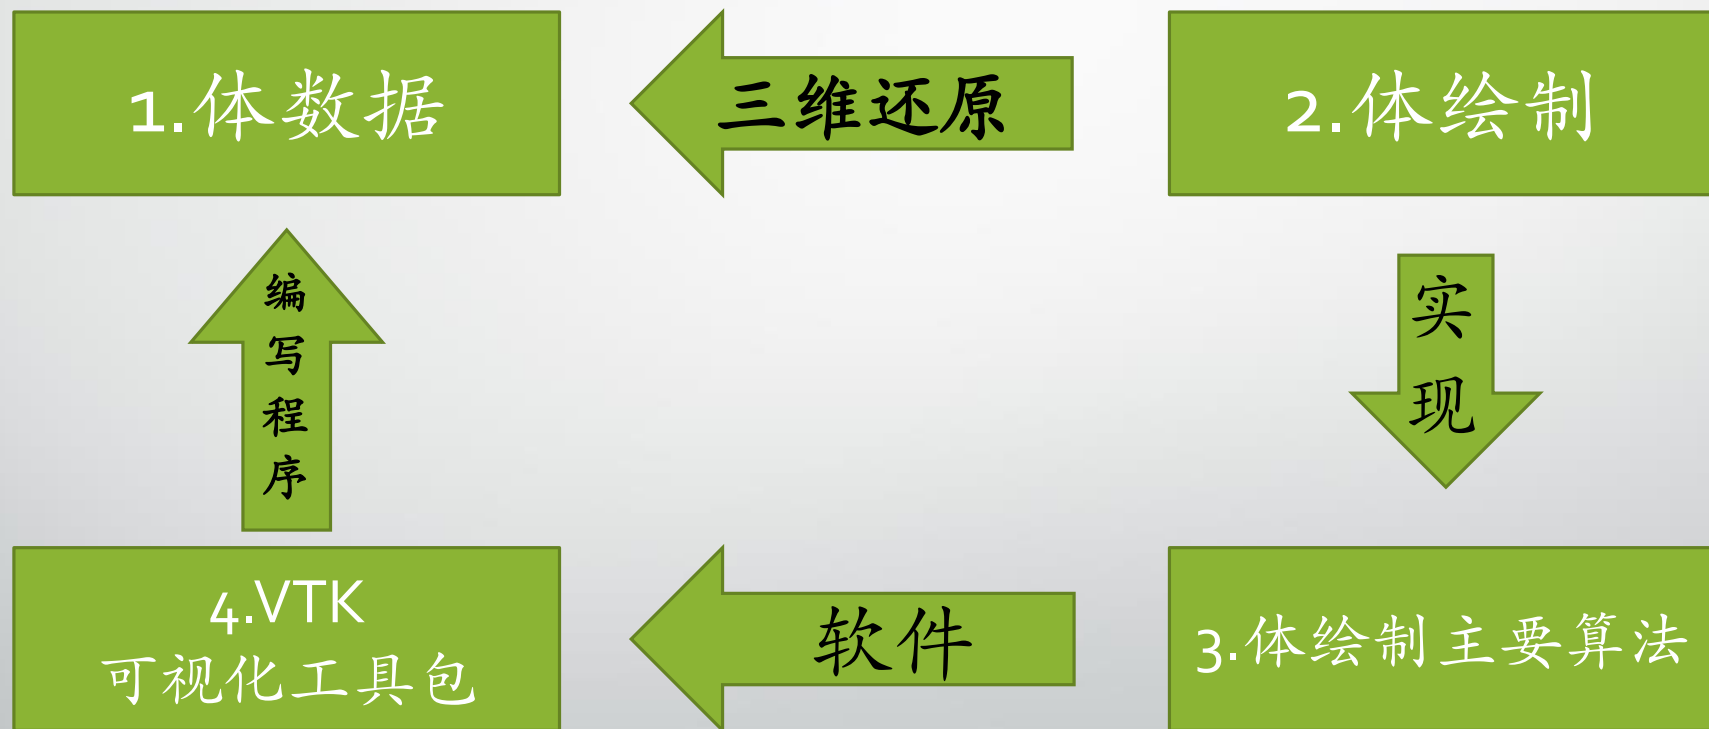 1.体数据
三维还原
2.体绘制
编
写
程
序
实
现
4.VTK
可视化工具包
软件
3.体绘制主要算法